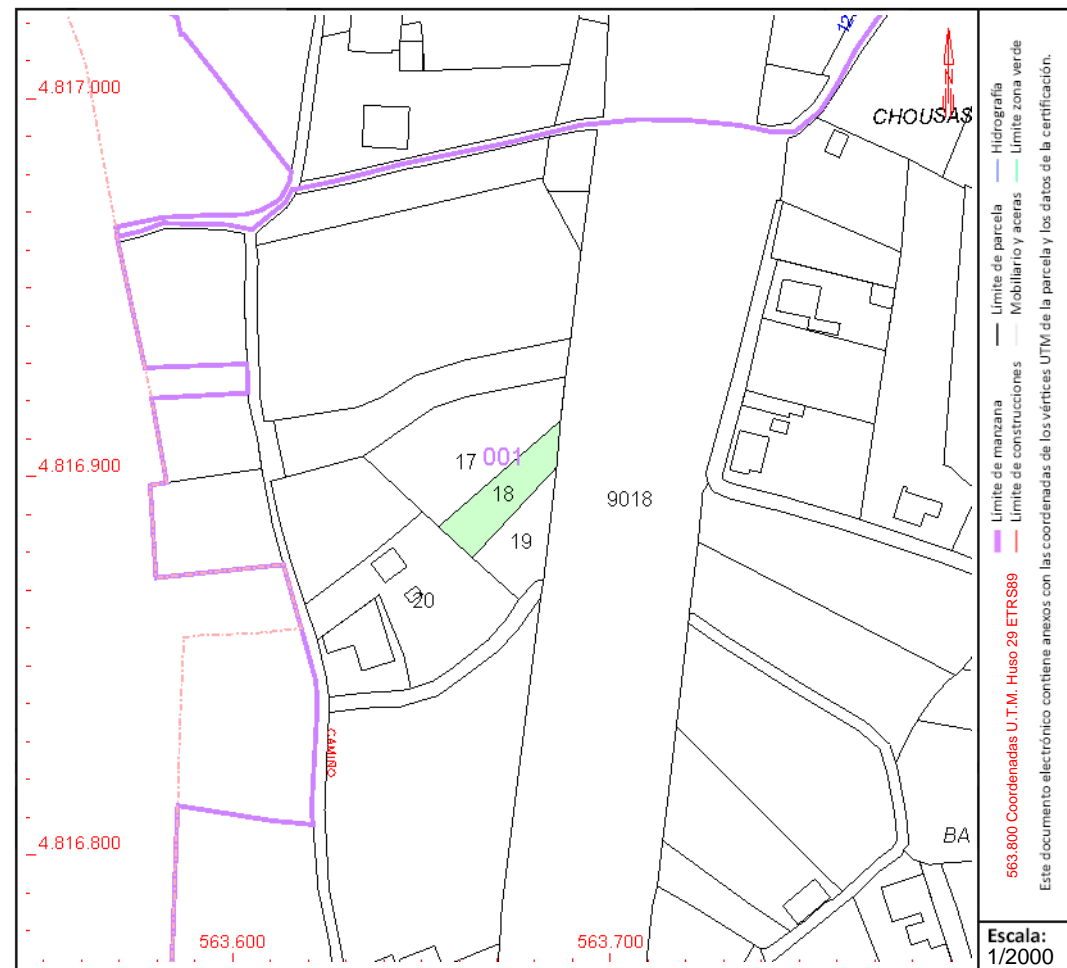 12-
4.817.000
CHOUSAS
4.816.900
17 001
18
9018
19
20
CAMIÑO
4.816.800
BA
563.600
563.700
Hidrografía
Límite zona verde
Límite de parcela
Mobiliario y aceras
Límite de manzana
Límite de construcciones
563.800 Coordenadas U.T.M. Huso 29 ETRS89
Este documento electrónico contiene anexos con las coordenadas de los vértices UTM de la parcela y los datos de la certificación.
Escala:
1/2000